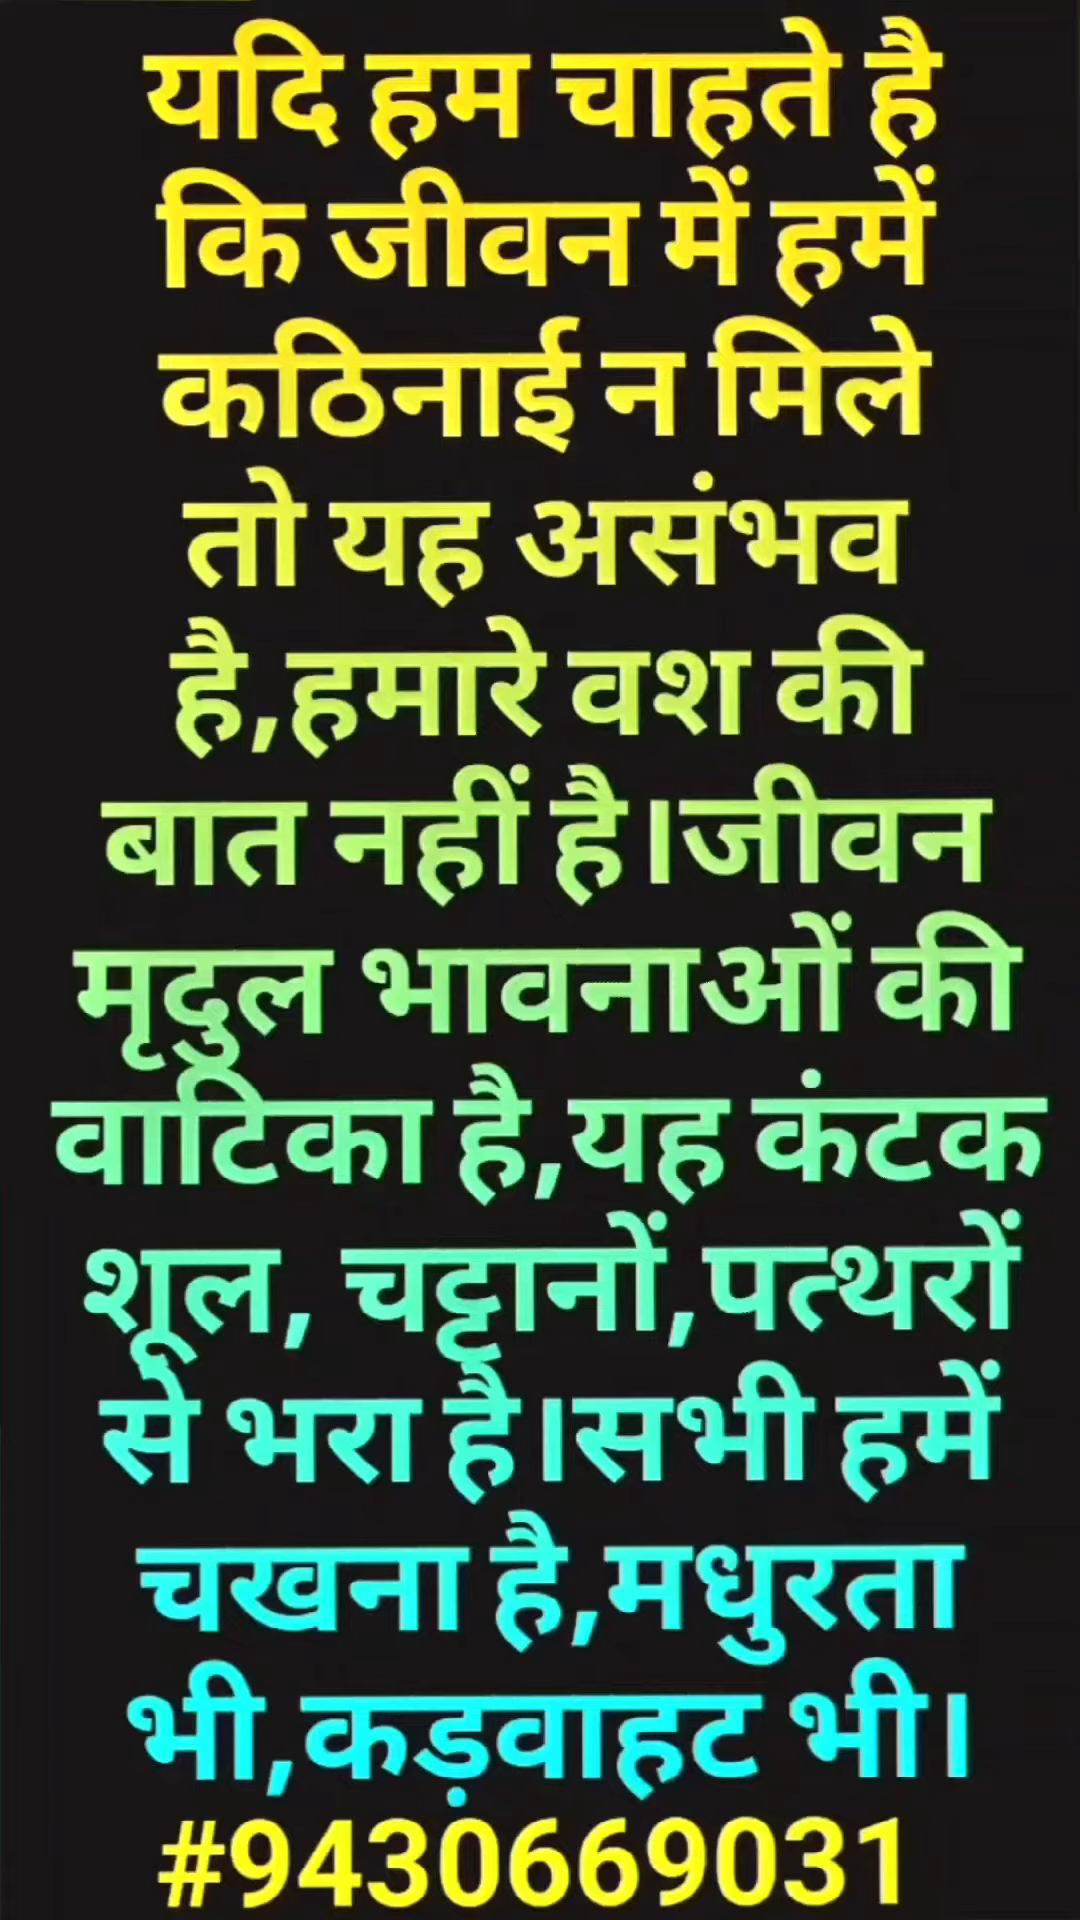 यदि हम चाहते है
कि जीवन में हमें
कठिनाई न मिले
तो यह असंभव
है,हमारे वश की
बात नहीं है।जीवन
मृदुल भावनाओं की
वाटिका है,यह कंटक
शूल, चट्टानों,पत्थरों
से भरा है।सभी हमें
चखना है,मधुरता
भी,कड़वाहट भी।
#9430669031